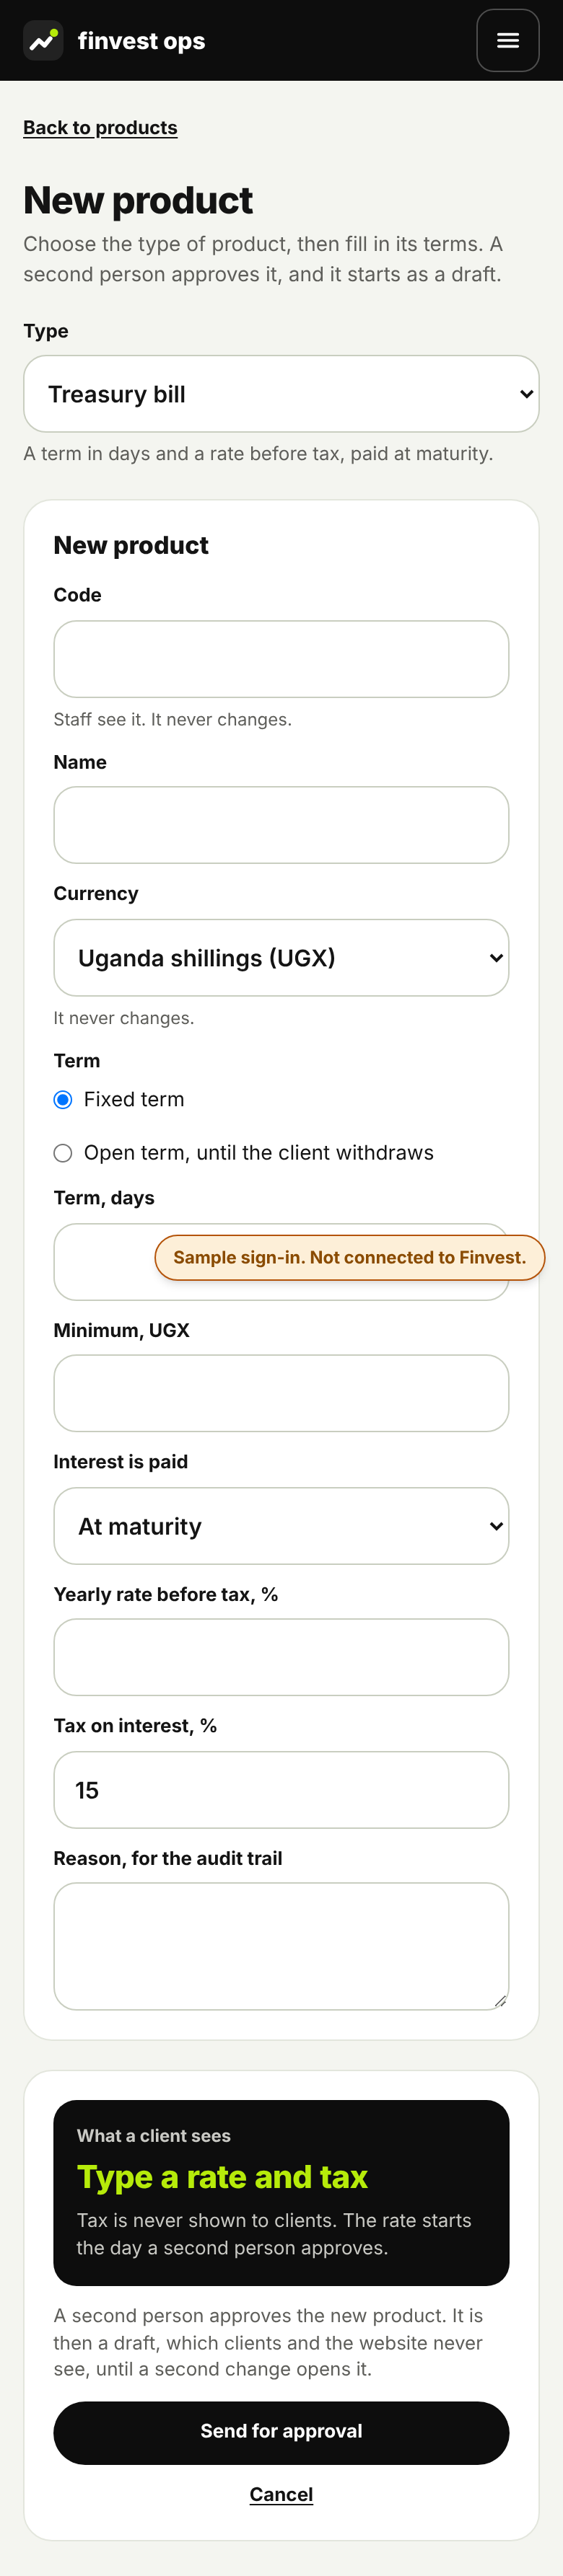 finvest ops
Back to products
New product
Choose the type of product, then fill in its terms. A
second person approves it, and it starts as a draft.
Type
Treasury bill
A term in days and a rate before tax, paid at maturity.
New product
Code
Staff see it. It never changes.
Name
Currency
Uganda shillings (UGX)
It never changes.
Term
Fixed term
Open term, until the client withdraws
Term, days
Sample sign-in. Not connected to Finvest.
Minimum, UGX
Interest is paid
At maturity
Yearly rate before tax, %
Tax on interest, %
15
Reason, for the audit trail
What a client sees
Type a rate and tax
Tax is never shown to clients. The rate starts
the day a second person approves.
A second person approves the new product. It is
then a draft, which clients and the website never
see, until a second change opens it.
Send for approval
Cancel